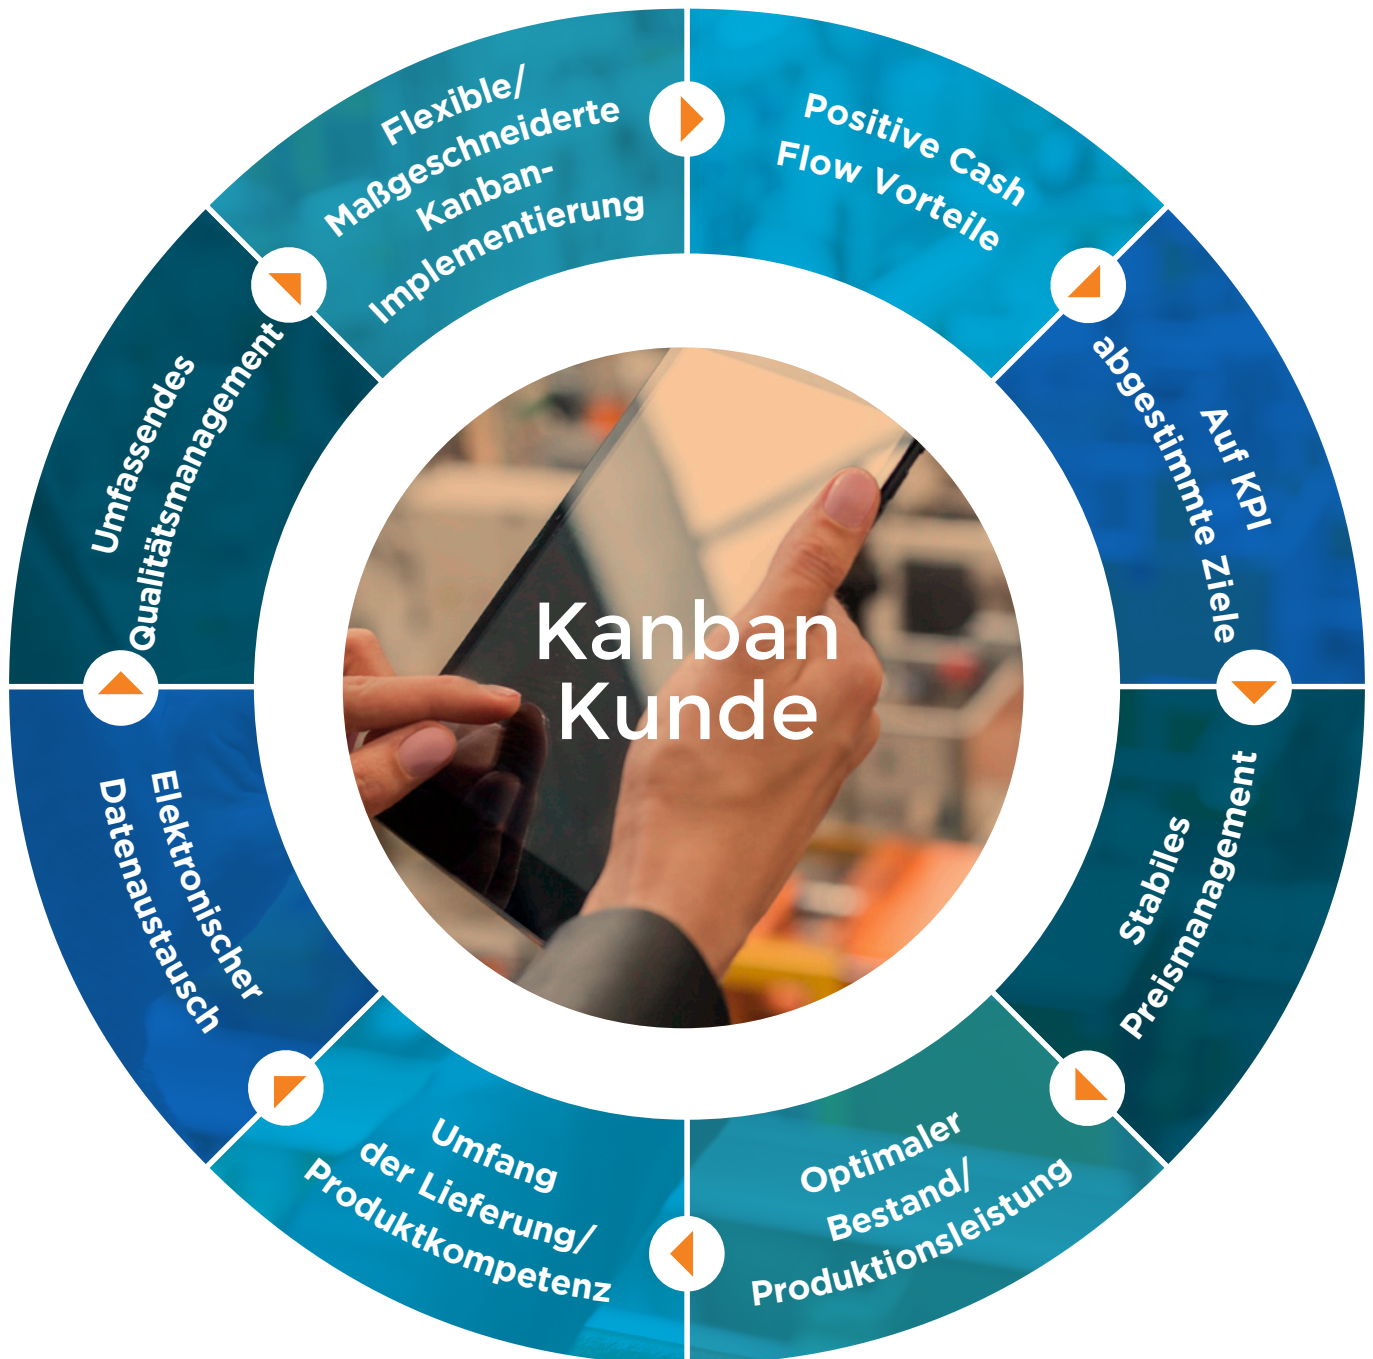 Positive Cash
Flow Vorteile
Auf KPI
abgestimmte Ziele
Stabiles
Preismanagement
Optimaler
Bestand/
Produktionsleistung
Umfang
der Lieferung/
Produktkompetenz
Elektronischer
Datenaustausch
Umfassendes
Qualitätsmanagement
Flexible/
Maßgeschneiderte
Kanban-
Implementierung
Kanban
Kunde